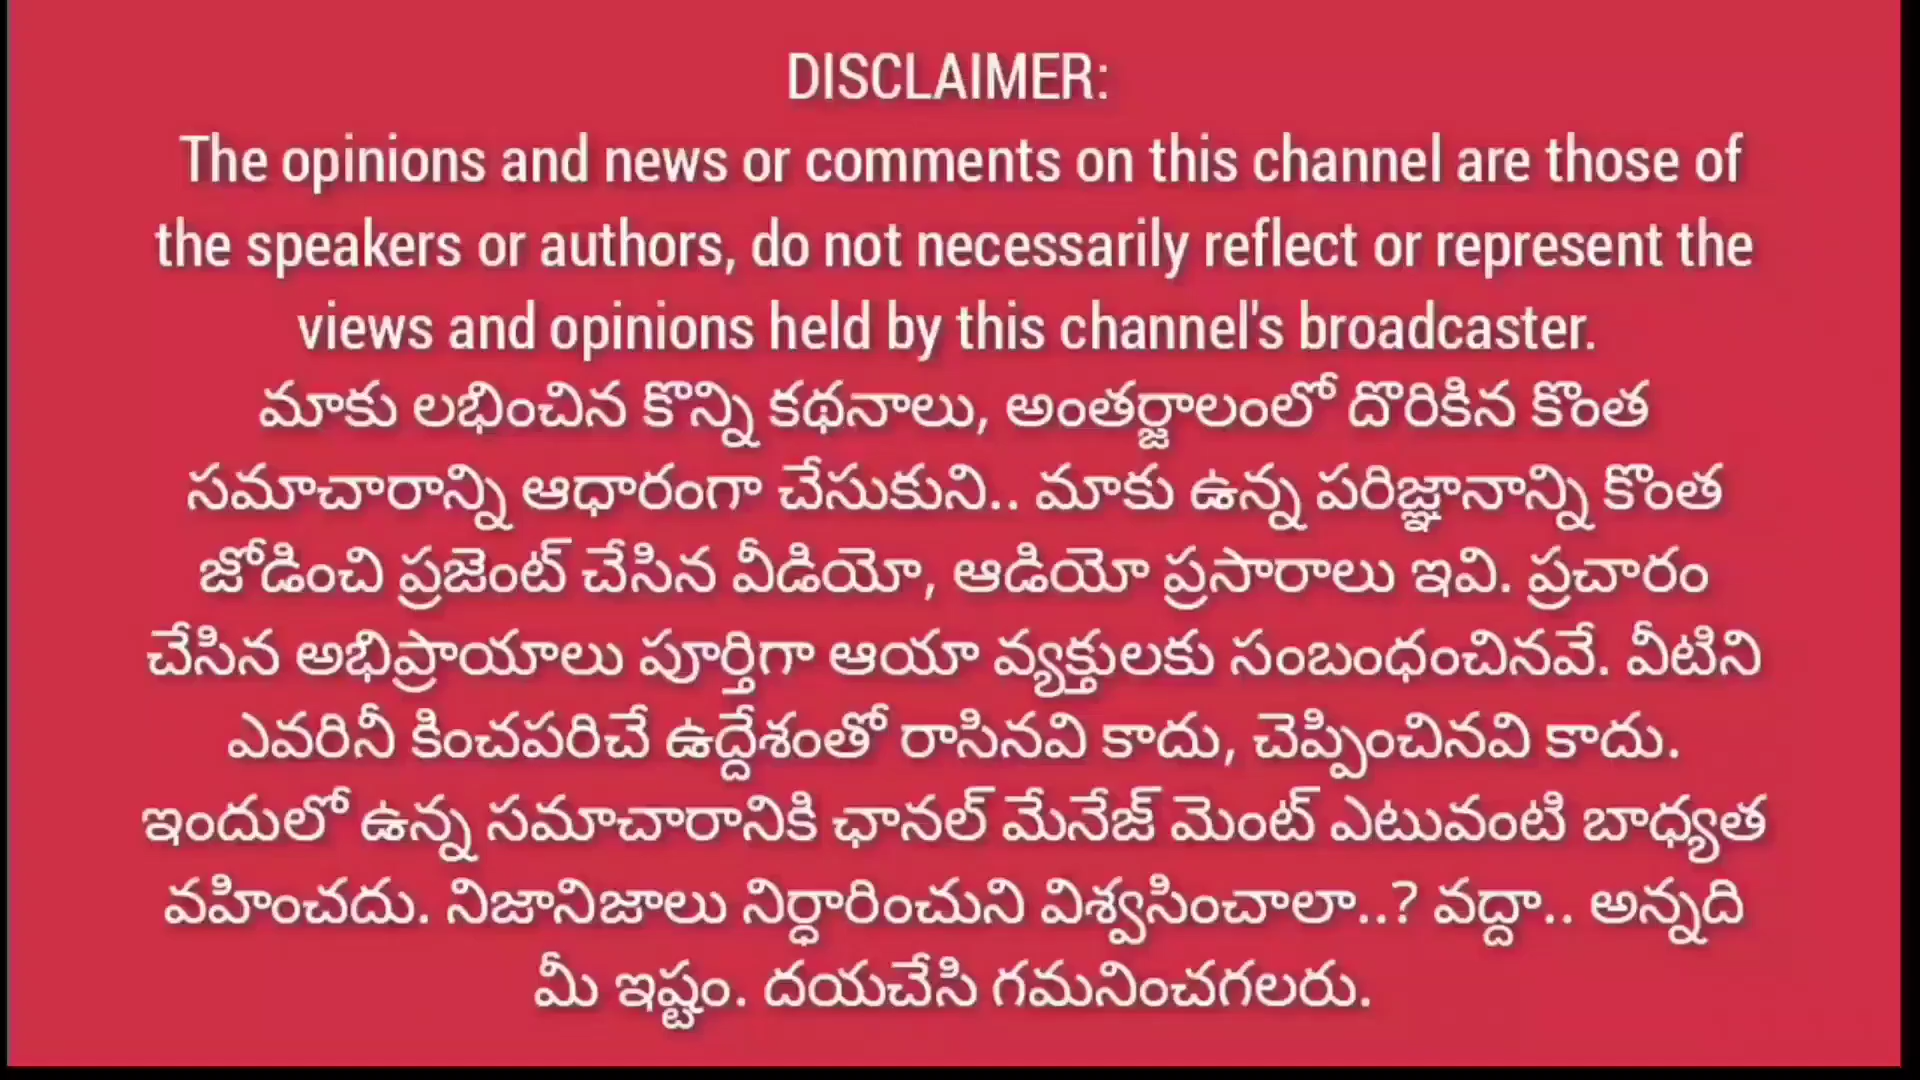 DISCLAIMER:
The opinions and news or comments on this channel are those of
the speakers or authors, do not necessarily reflect or represent the
views and opinions held by this channel's broadcaster.
మాకు లభించిన కొన్ని కథనాలు, అంతర్జాలంలో దొరికిన కొంత
సమాచారాన్ని ఆధారంగా చేసుకుని.. మాకు ఉన్న పరిజ్ఞానాన్ని కొంత
జోడించి ప్రజెంట్ చేసిన వీడియో, ఆడియో ప్రసారాలు ఇవి. ప్రచారం
చేసిన అభిప్రాయాలు పూర్తిగా ఆయా వ్యక్తులకు సంబంధంచినవే. వీటిని
ఎవరినీ కించపరిచే ఉద్దేశంతో రాసినవి కాదు, చెప్పించినవి కాదు.
ఇందులో ఉన్న సమాచారానికి ఛానల్ మేనేజ్ మెంట్ ఎటువంటి బాధ్యత
వహించదు. నిజానిజాలు నిర్ధారించుని విశ్వసించాలా..? వద్దా.. అన్నది
మీ ఇష్టం. దయచేసి గమనించగలరు.